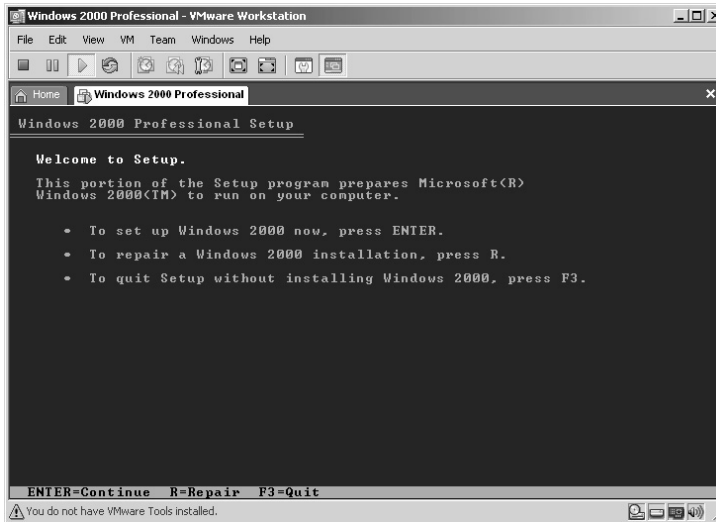 Windows 2000 Professional - VMware Workstation
File Edit View VM Team Windows Help
Home Windows 2000 Professional
Windows 2000 Professional Setup
Welcome to Setup.
This portion of the Setup program prepares Microsoft(R)
Windows 2000(TM) to run on your computer.
• To set up Windows 2000 now, press ENTER.
• To repair a Windows 2000 installation, press R.
• To quit Setup without installing Windows 2000, press F3.
ENTER=Continue R=Repair F3=Quit
You do not have VMware Tools installed.